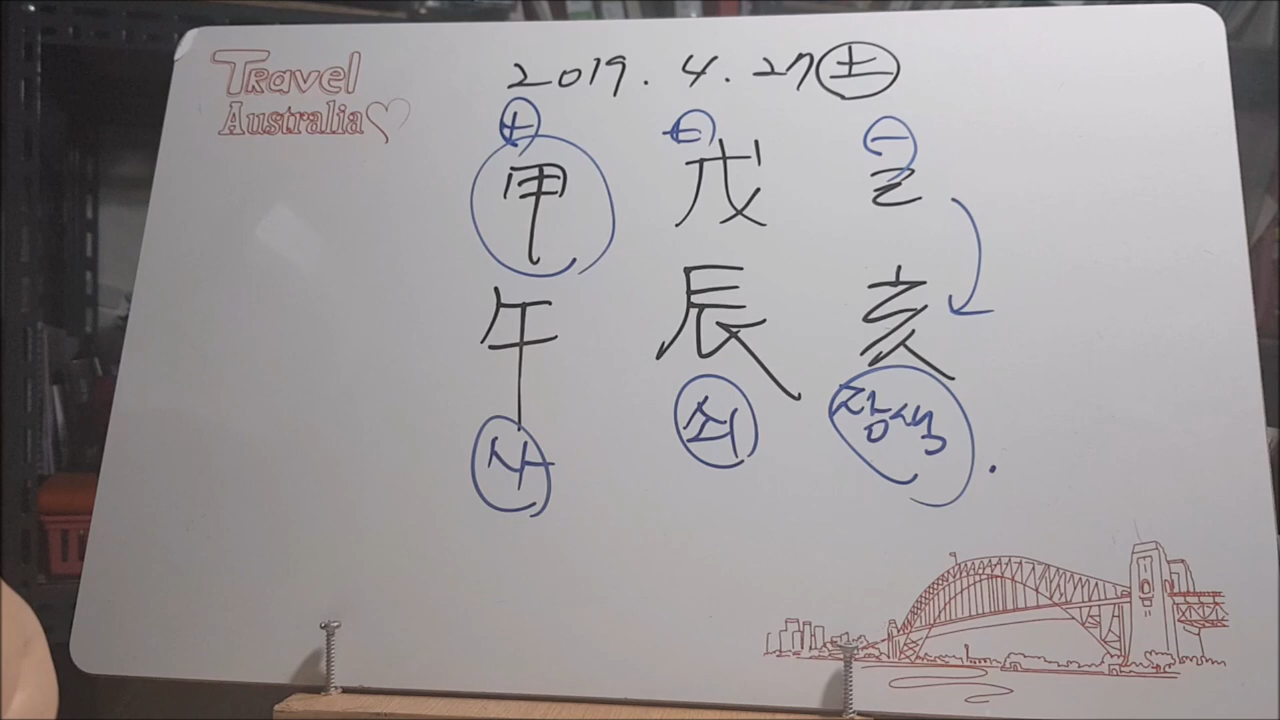 Travel
Australia
2019.4.27 土
+ - -
甲 戊 己
午 辰 亥
사 쇠 장생